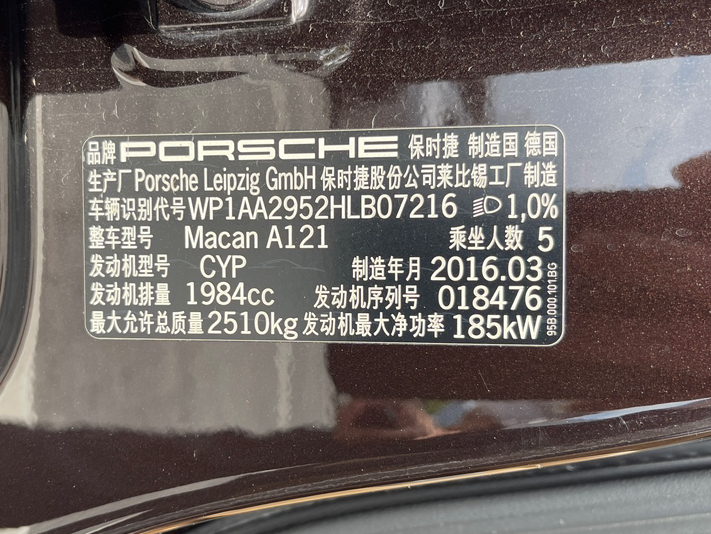 品牌 PORSCHE 保时捷 制造国 德国
生产厂 Porsche Leipzig GmbH 保时捷股份公司莱比锡工厂制造
车辆识别代号 WP1AA2952HLB07216 1,0%
整车型号 Macan A121 乘坐人数 5
发动机型号 CYP 制造年月 2016.03
发动机排量 1984cc 发动机序列号 018476
最大允许总质量 2510kg 发动机最大净功率 185kW
95B.000.101.BG